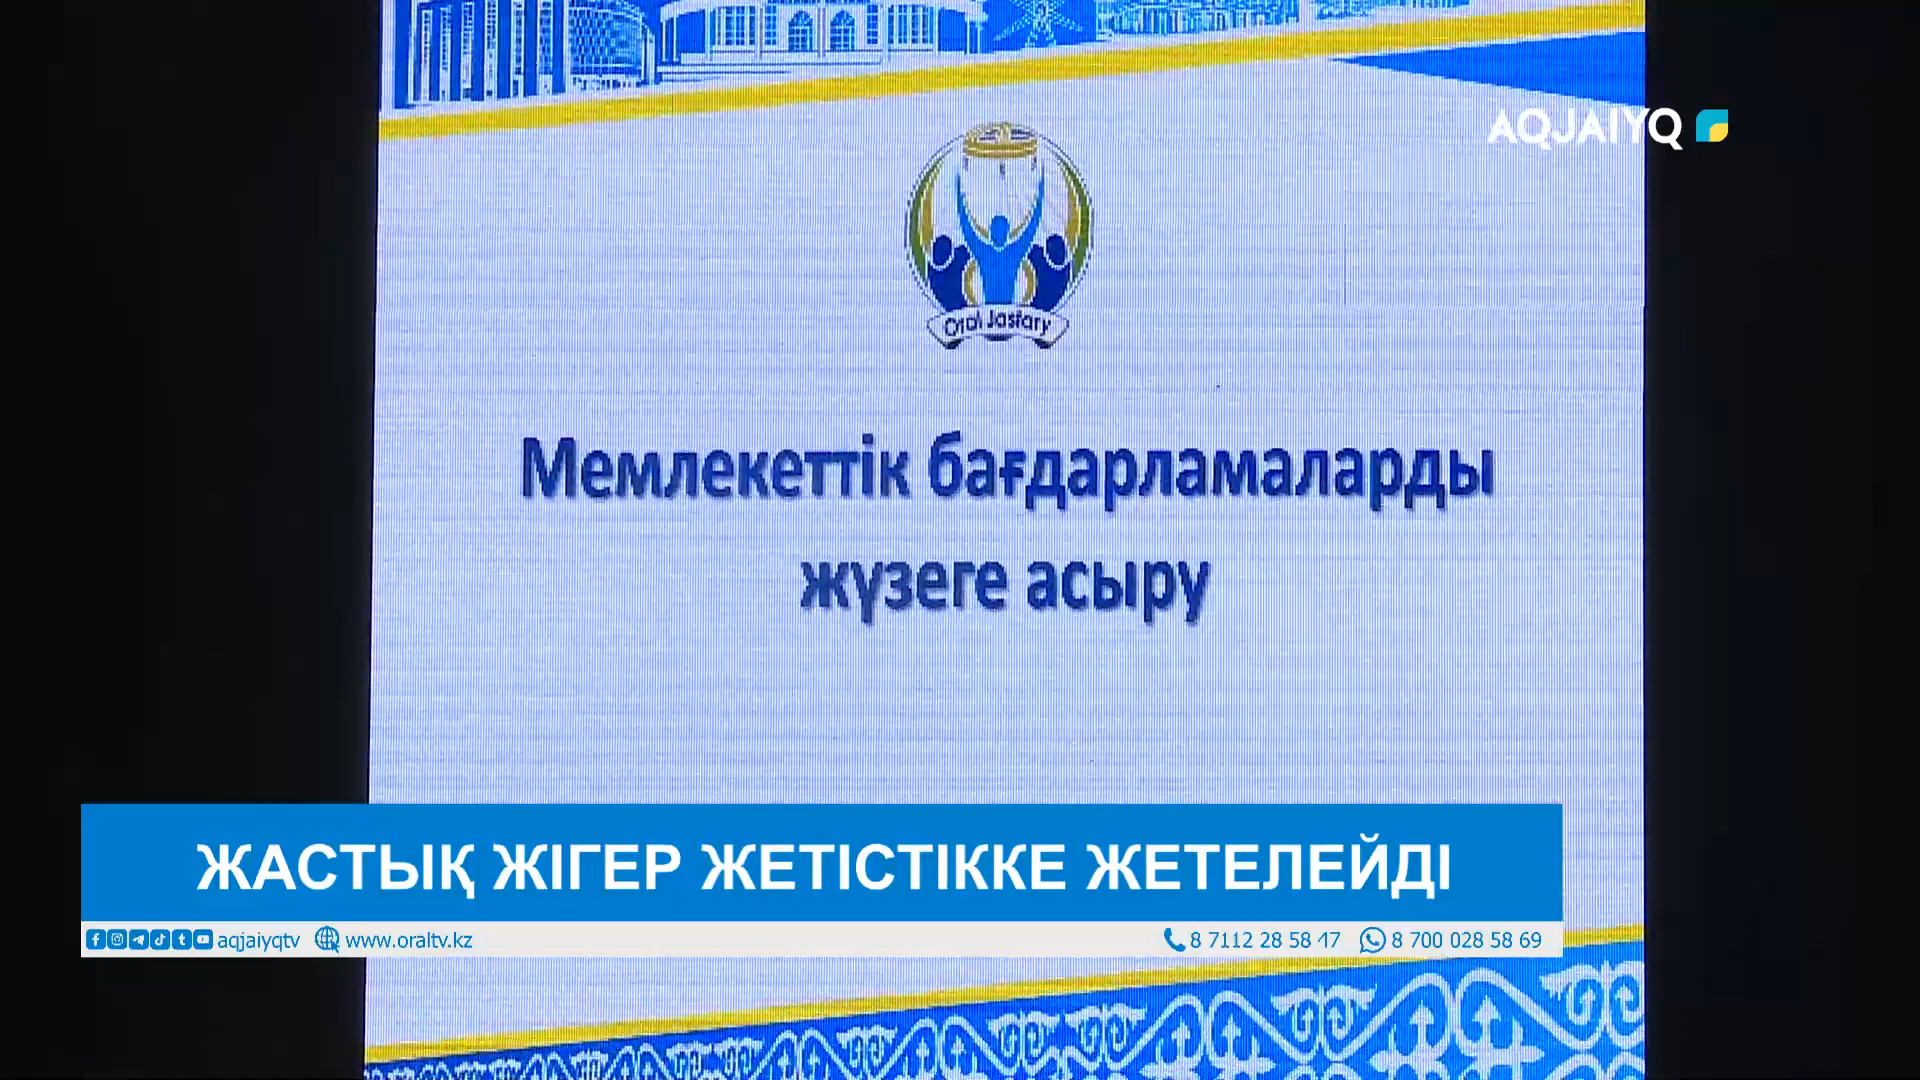 AQJAIYQ
Oral Jastary
Мемлекеттік бағдарламаларды
жүзеге асыру
ЖАСТЫҚ ЖІГЕР ЖЕТІСТІККЕ ЖЕТЕЛЕЙДІ
aqjaiyqtv www.oraltv.kz 8 7112 28 58 47 8 700 028 58 69